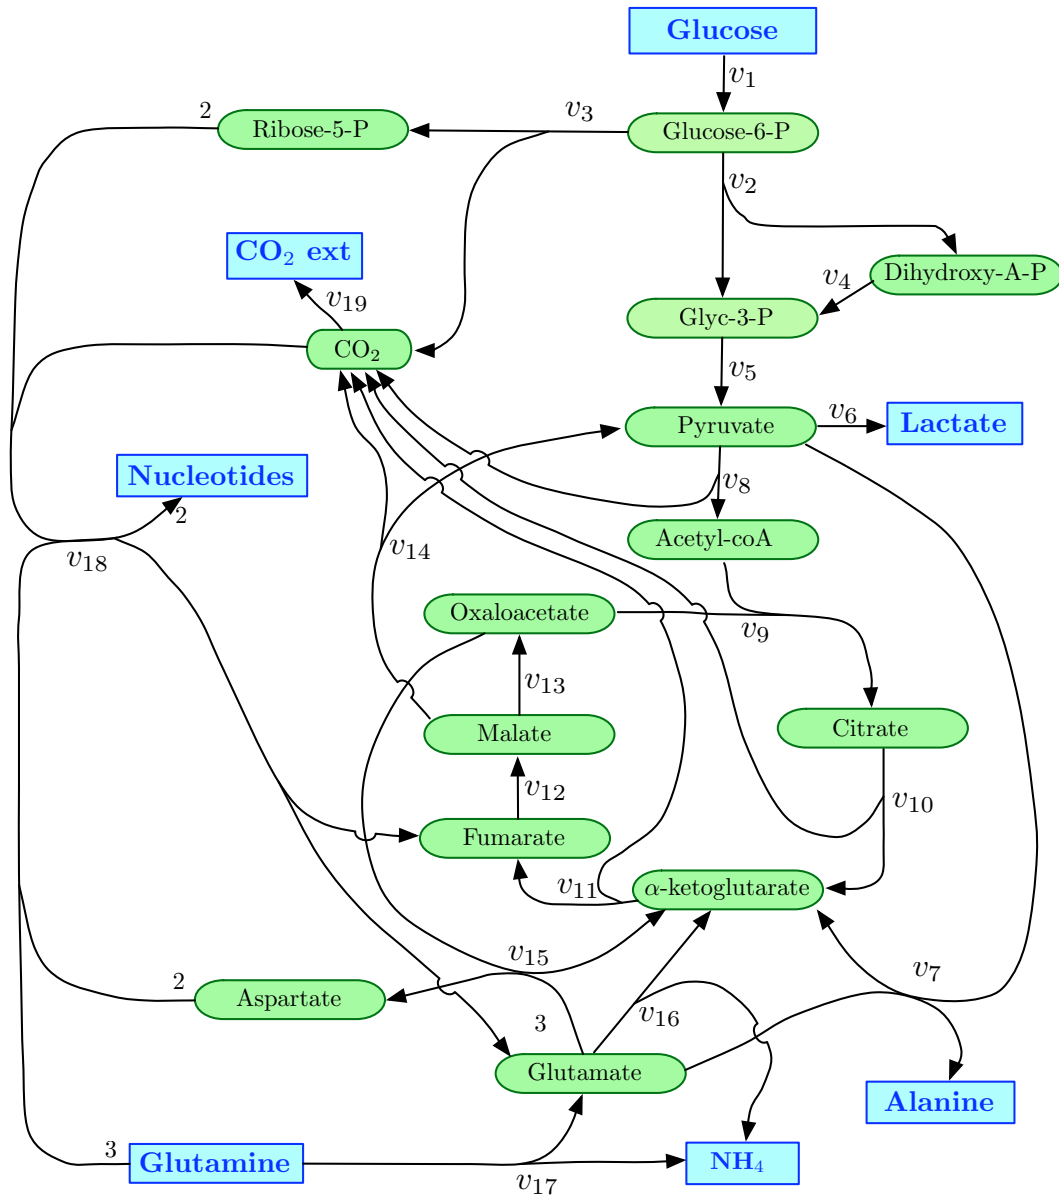 Glucose
v₁
2
v₃
Ribose-5-P
Glucose-6-P
v₂
CO₂ ext
Dihydroxy-A-P
v₄
v₁₉
Glyc-3-P
CO₂
v₅
v₆
Pyruvate
Lactate
Nucleotides
v₈
2
Acetyl-coA
v₁₄
v₁₈
Oxaloacetate
v₉
v₁₃
Malate
Citrate
v₁₂
v₁₀
Fumarate
v₁₁
α-ketoglutarate
v₁₅
v₇
2
Aspartate
v₁₆
3
Glutamate
Alanine
3
Glutamine
NH₄
v₁₇